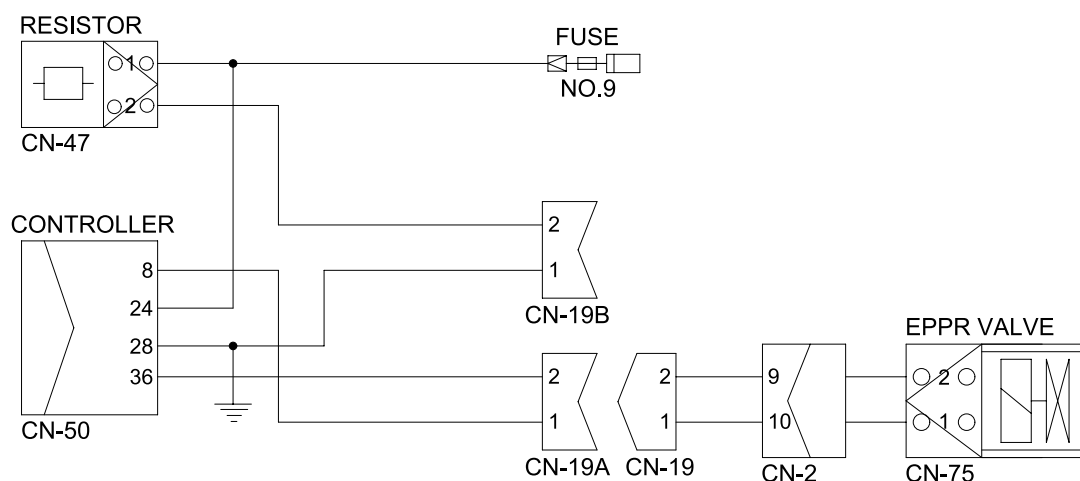 RESISTOR
1
2
CN-47
FUSE
NO.9
CONTROLLER
8
24
28
36
CN-50
2
1
CN-19B
2
1
CN-19A
2
1
CN-19
9
10
CN-2
EPPR VALVE
2
1
CN-75